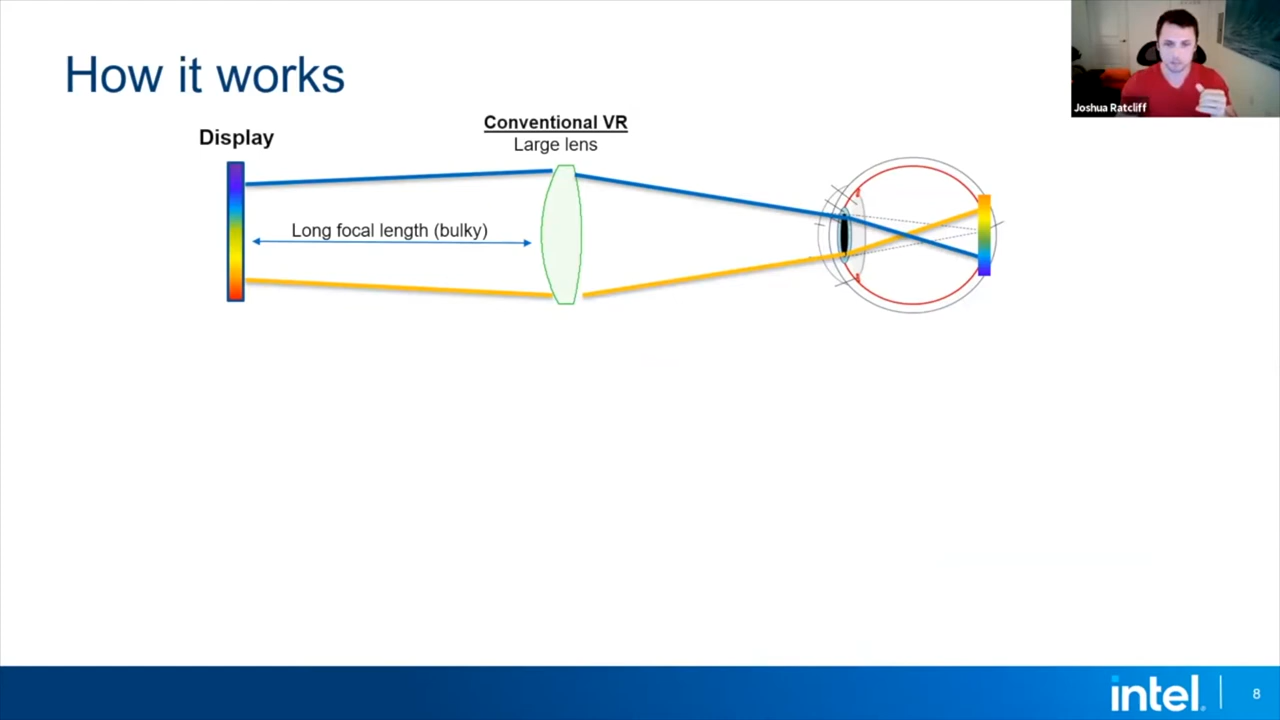 How it works
Joshua Ratcliff
Display
Conventional VR
Large lens
Long focal length (bulky)
intel.
8